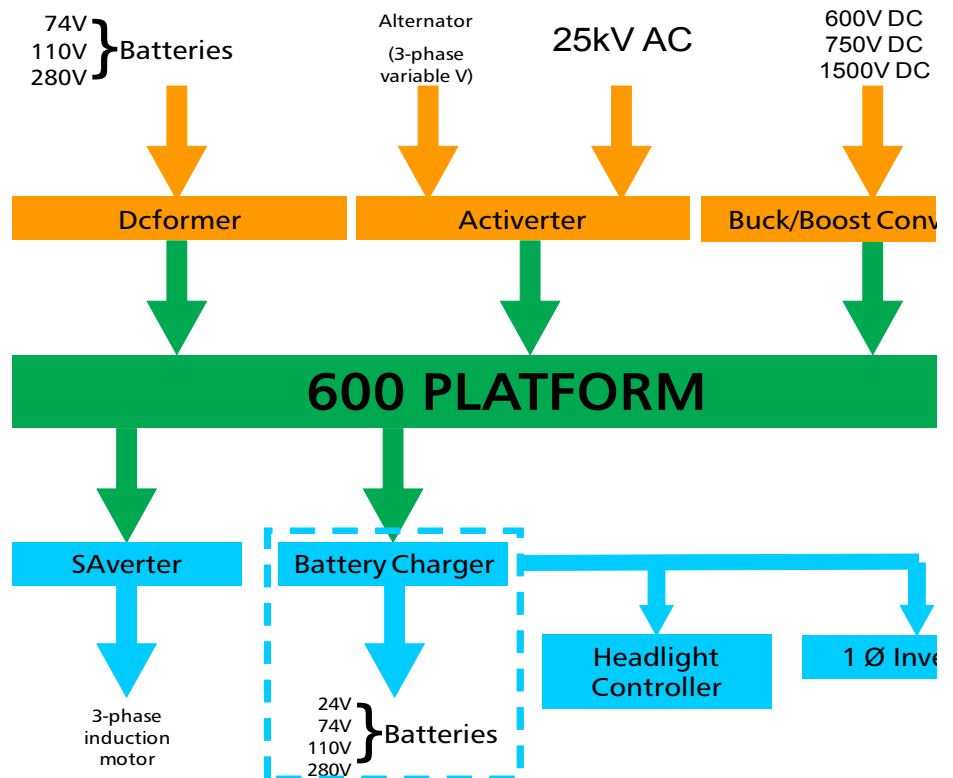 74V
110V
280V
} Batteries
Alternator
(3-phase
variable V)
25kV AC
600V DC
750V DC
1500V DC
Dcformer
Activerter
Buck/Boost Conv
600 PLATFORM
SAverter
Battery Charger
Headlight
Controller
1 Ø Inve
3-phase
induction
motor
24V
74V
110V
280V
} Batteries